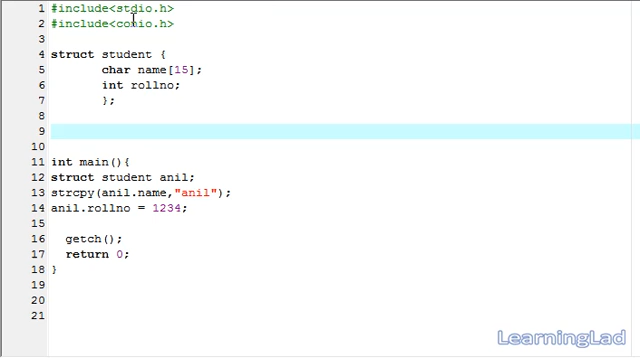 1 #include<stdio.h>
2 #include<conio.h>
3
4 struct student {
5 char name[15];
6 int rollno;
7 };
8
9
10
11 int main(){
12 struct student anil;
13 strcpy(anil.name,"anil");
14 anil.rollno = 1234;
15
16 getch();
17 return 0;
18 }
19
20
21
LearningLad